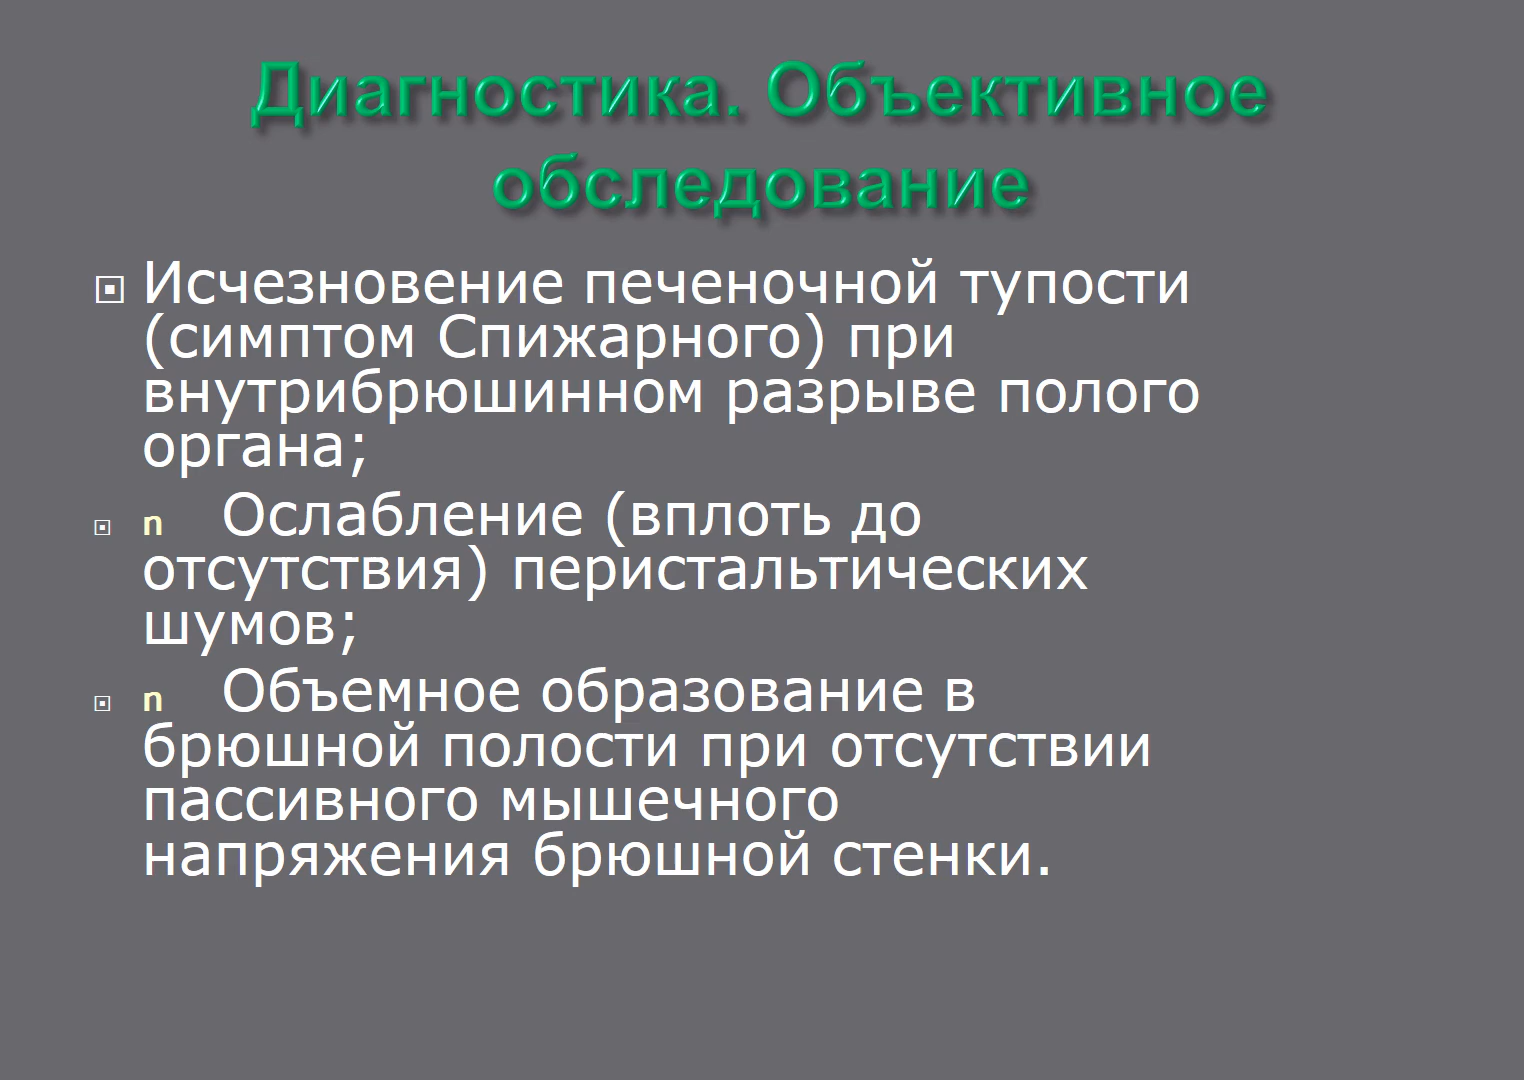 Диагностика. Объективное
обследование
Исчезновение печеночной тупости
(симптом Спижарного) при
внутрибрюшинном разрыве полого
органа;
n Ослабление (вплоть до
отсутствия) перистальтических
шумов;
n Объемное образование в
брюшной полости при отсутствии
пассивного мышечного
напряжения брюшной стенки.